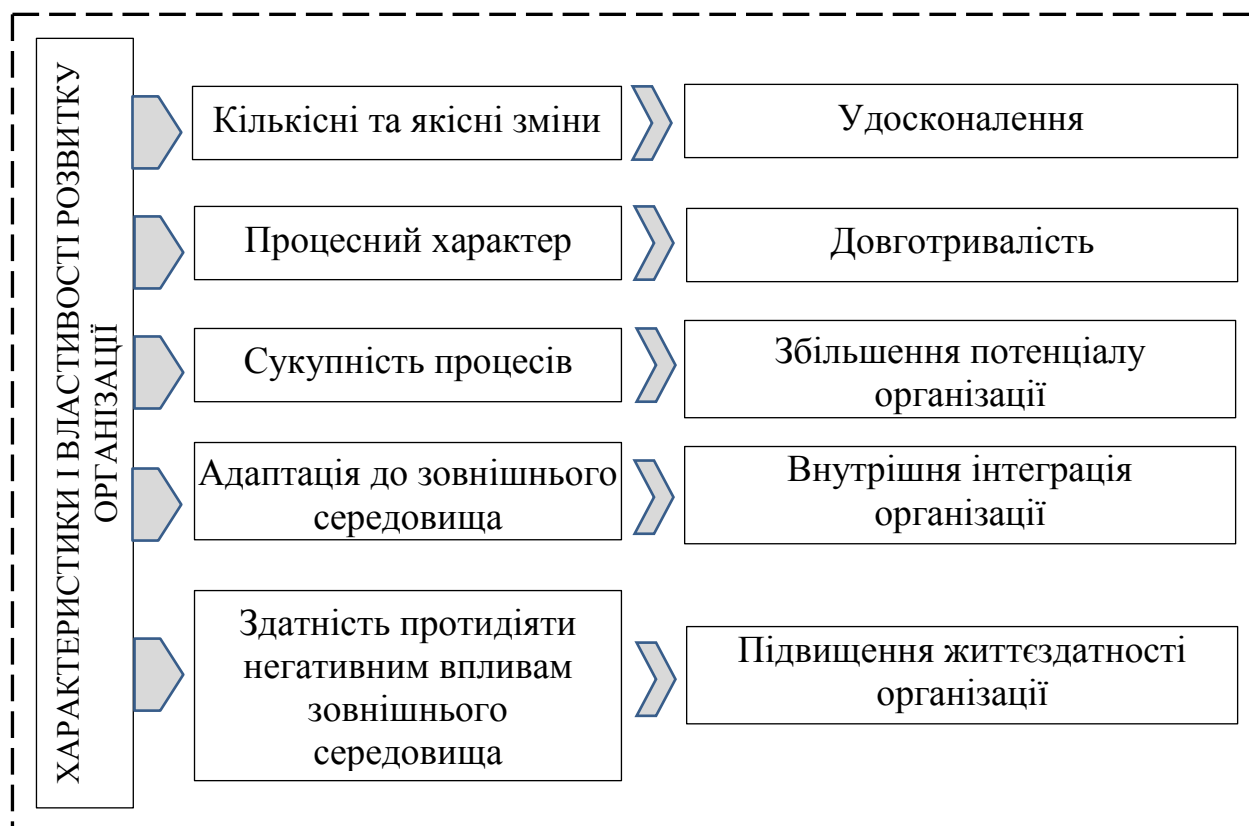 ХАРАКТЕРИСТИКИ І ВЛАСТИВОСТІ РОЗВИТКУ
ОРГАНІЗАЦІЇ
Кількісні та якісні зміни
Удосконалення
Процесний характер
Довготривалість
Сукупність процесів
Збільшення потенціалу
організації
Адаптація до зовнішнього
середовища
Внутрішня інтеграція
організації
Здатність протидіяти
негативним впливам
зовнішнього
середовища
Підвищення життєздатності
організації